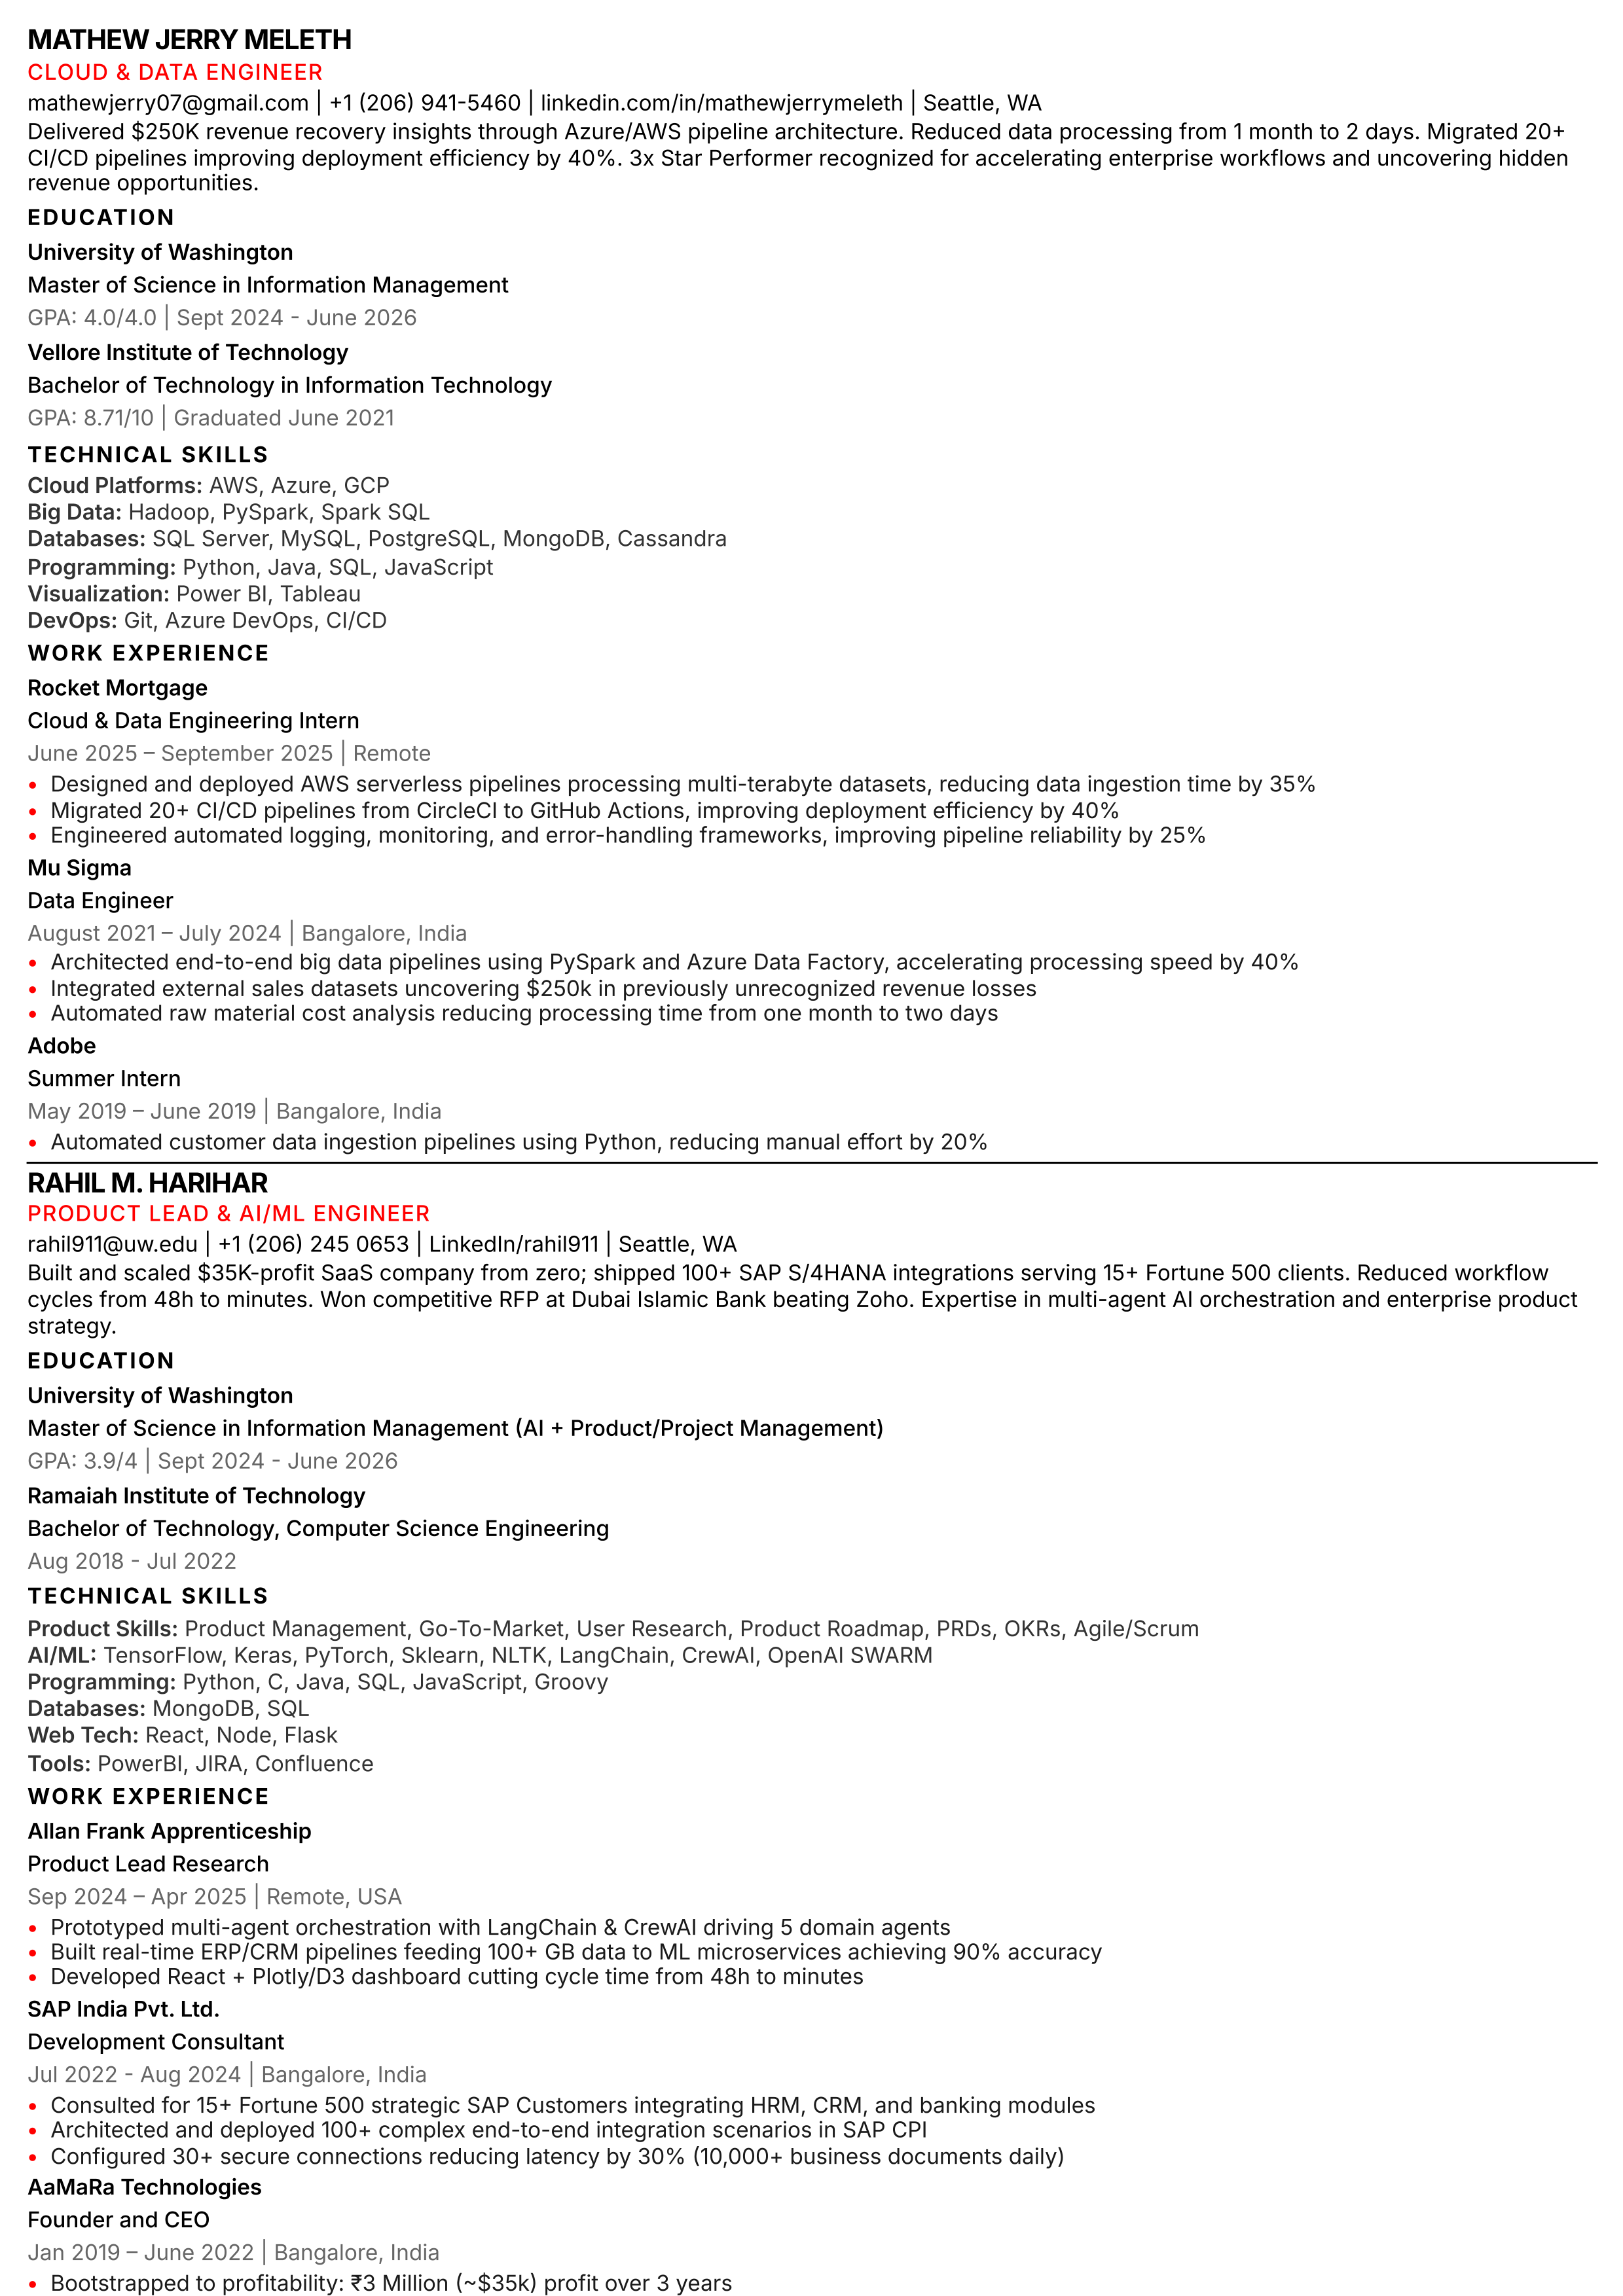 MATHEW JERRY MELETH
CLOUD & DATA ENGINEER
mathewjerry07@gmail.com | +1 (206) 941-5460 | linkedin.com/in/mathewjerrymeleth | Seattle, WA
Delivered $250K revenue recovery insights through Azure/AWS pipeline architecture. Reduced data processing from 1 month to 2 days. Migrated 20+
CI/CD pipelines improving deployment efficiency by 40%. 3x Star Performer recognized for accelerating enterprise workflows and uncovering hidden
revenue opportunities.
EDUCATION
University of Washington
Master of Science in Information Management
GPA: 4.0/4.0 | Sept 2024 - June 2026
Vellore Institute of Technology
Bachelor of Technology in Information Technology
GPA: 8.71/10 | Graduated June 2021
TECHNICAL SKILLS
Cloud Platforms: AWS, Azure, GCP
Big Data: Hadoop, PySpark, Spark SQL
Databases: SQL Server, MySQL, PostgreSQL, MongoDB, Cassandra
Programming: Python, Java, SQL, JavaScript
Visualization: Power BI, Tableau
DevOps: Git, Azure DevOps, CI/CD
WORK EXPERIENCE
Rocket Mortgage
Cloud & Data Engineering Intern
June 2025 – September 2025 | Remote
• Designed and deployed AWS serverless pipelines processing multi-terabyte datasets, reducing data ingestion time by 35%
• Migrated 20+ CI/CD pipelines from CircleCI to GitHub Actions, improving deployment efficiency by 40%
• Engineered automated logging, monitoring, and error-handling frameworks, improving pipeline reliability by 25%
Mu Sigma
Data Engineer
August 2021 – July 2024 | Bangalore, India
• Architected end-to-end big data pipelines using PySpark and Azure Data Factory, accelerating processing speed by 40%
• Integrated external sales datasets uncovering $250k in previously unrecognized revenue losses
• Automated raw material cost analysis reducing processing time from one month to two days
Adobe
Summer Intern
May 2019 – June 2019 | Bangalore, India
• Automated customer data ingestion pipelines using Python, reducing manual effort by 20%
RAHIL M. HARIHAR
PRODUCT LEAD & AI/ML ENGINEER
rahil911@uw.edu | +1 (206) 245 0653 | LinkedIn/rahil911 | Seattle, WA
Built and scaled $35K-profit SaaS company from zero; shipped 100+ SAP S/4HANA integrations serving 15+ Fortune 500 clients. Reduced workflow
cycles from 48h to minutes. Won competitive RFP at Dubai Islamic Bank beating Zoho. Expertise in multi-agent AI orchestration and enterprise product
strategy.
EDUCATION
University of Washington
Master of Science in Information Management (AI + Product/Project Management)
GPA: 3.9/4 | Sept 2024 - June 2026
Ramaiah Institute of Technology
Bachelor of Technology, Computer Science Engineering
Aug 2018 - Jul 2022
TECHNICAL SKILLS
Product Skills: Product Management, Go-To-Market, User Research, Product Roadmap, PRDs, OKRs, Agile/Scrum
AI/ML: TensorFlow, Keras, PyTorch, Sklearn, NLTK, LangChain, CrewAI, OpenAI SWARM
Programming: Python, C, Java, SQL, JavaScript, Groovy
Databases: MongoDB, SQL
Web Tech: React, Node, Flask
Tools: PowerBI, JIRA, Confluence
WORK EXPERIENCE
Allan Frank Apprenticeship
Product Lead Research
Sep 2024 – Apr 2025 | Remote, USA
• Prototyped multi-agent orchestration with LangChain & CrewAI driving 5 domain agents
• Built real-time ERP/CRM pipelines feeding 100+ GB data to ML microservices achieving 90% accuracy
• Developed React + Plotly/D3 dashboard cutting cycle time from 48h to minutes
SAP India Pvt. Ltd.
Development Consultant
Jul 2022 - Aug 2024 | Bangalore, India
• Consulted for 15+ Fortune 500 strategic SAP Customers integrating HRM, CRM, and banking modules
• Architected and deployed 100+ complex end-to-end integration scenarios in SAP CPI
• Configured 30+ secure connections reducing latency by 30% (10,000+ business documents daily)
AaMaRa Technologies
Founder and CEO
Jan 2019 – June 2022 | Bangalore, India
• Bootstrapped to profitability: ₹3 Million (~$35k) profit over 3 years